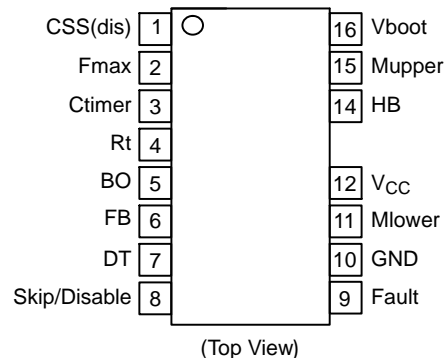 CSS(dis) 1 16 Vboot
Fmax 2 15 Mupper
Ctimer 3 14 HB
Rt 4
BO 5 12 VCC
FB 6 11 Mlower
DT 7 10 GND
Skip/Disable 8 9 Fault
(Top View)